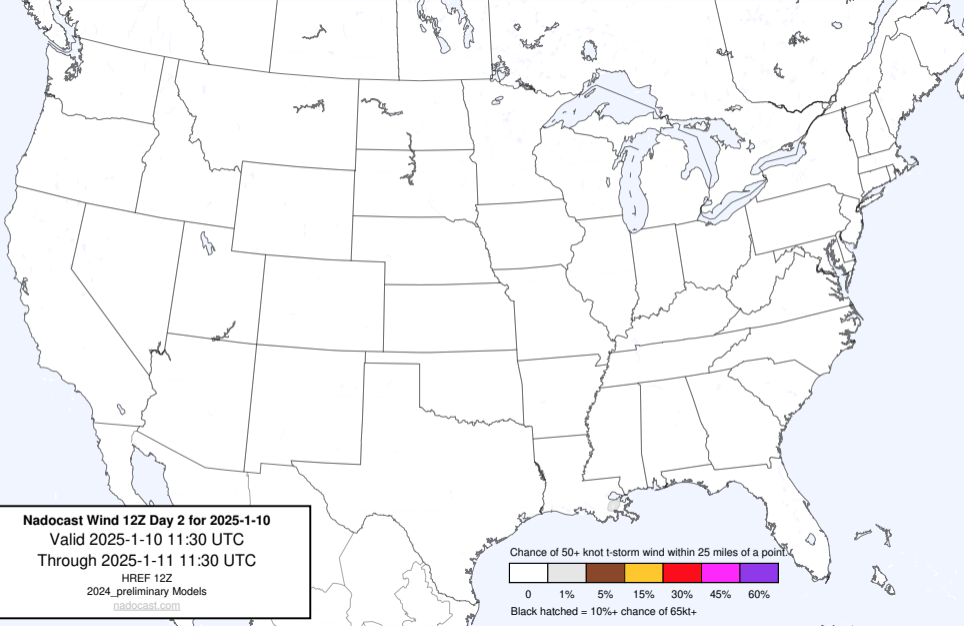 Nadocast Wind 12Z Day 2 for 2025-1-10
Valid 2025-1-10 11:30 UTC
Through 2025-1-11 11:30 UTC
HREF 12Z
2024_preliminary Models
nadocast.com
Chance of 50+ knot t-storm wind within 25 miles of a point.
0 1% 5% 15% 30% 45% 60%
Black hatched = 10%+ chance of 65kt+